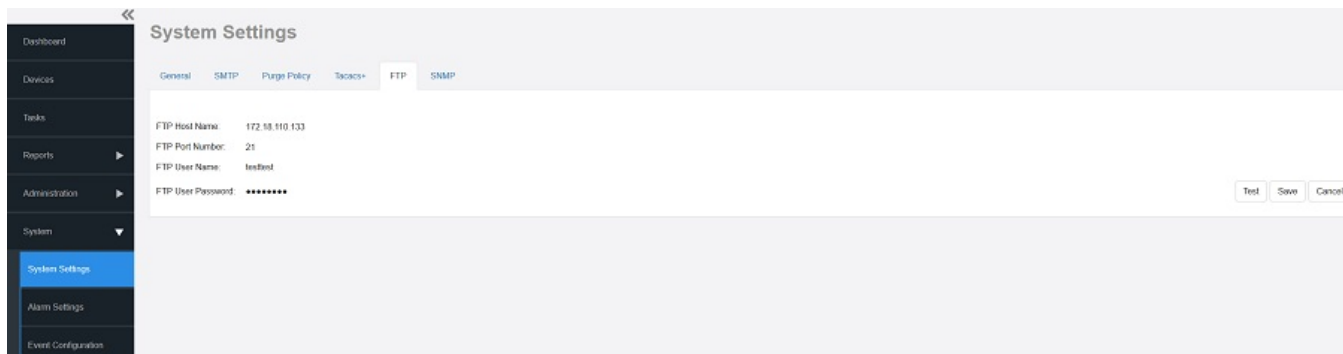 «
Dashboard
Devices
Tasks
Reports
Administration
System
System Settings
Alarm Settings
Event Configuration
System Settings
General SMTP Purge Policy Tacacs+ FTP SNMP
FTP Host Name: 172.18.110.133
FTP Port Number: 21
FTP User Name: testtest
FTP User Password: ●●●●●●●●
Test Save Cancel